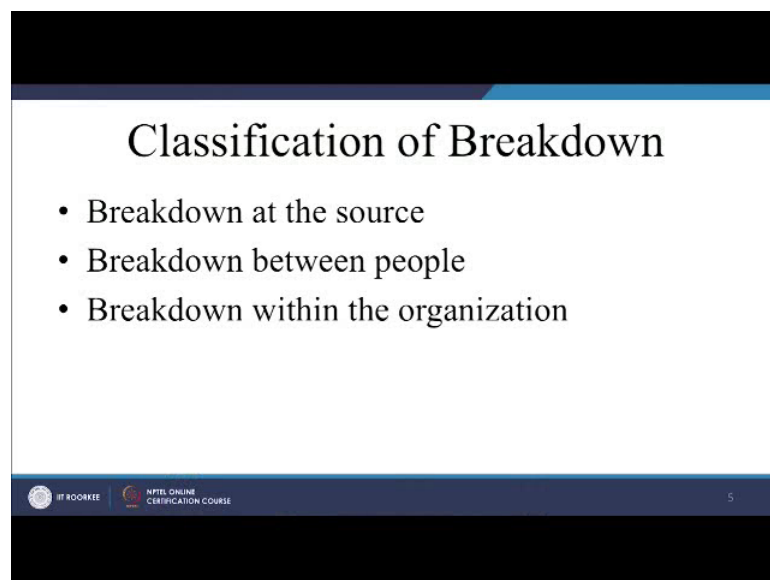 Classification of Breakdown
• Breakdown at the source
• Breakdown between people
• Breakdown within the organization
IIT ROORKEE
NPTEL ONLINE
CERTIFICATION COURSE
5